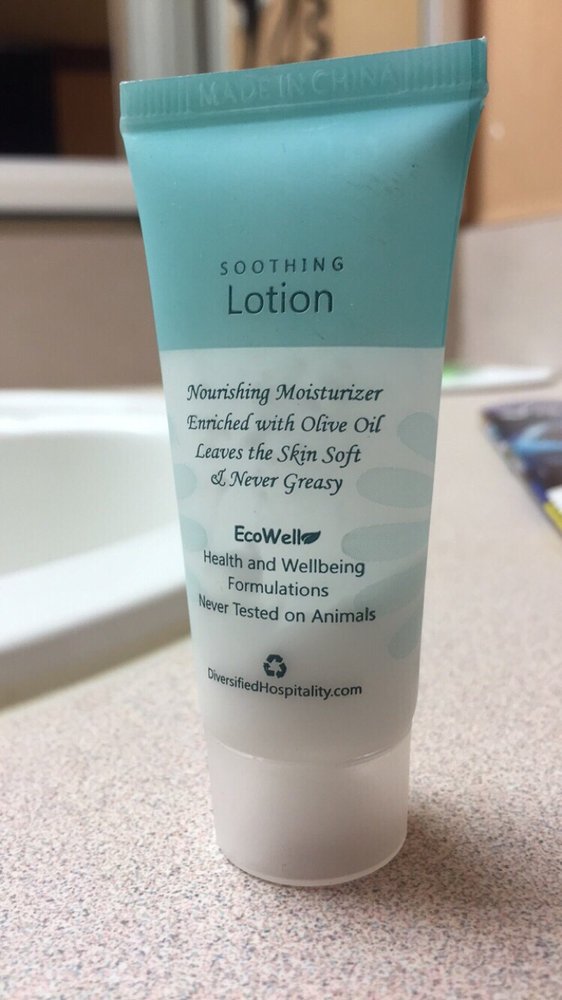 MADE IN CHINA
SOOTHING
Lotion
Nourishing Moisturizer
Enriched with Olive Oil
Leaves the Skin Soft
& Never Greasy
EcoWell
Health and Wellbeing
Formulations
Never Tested on Animals
DiversifiedHospitality.com